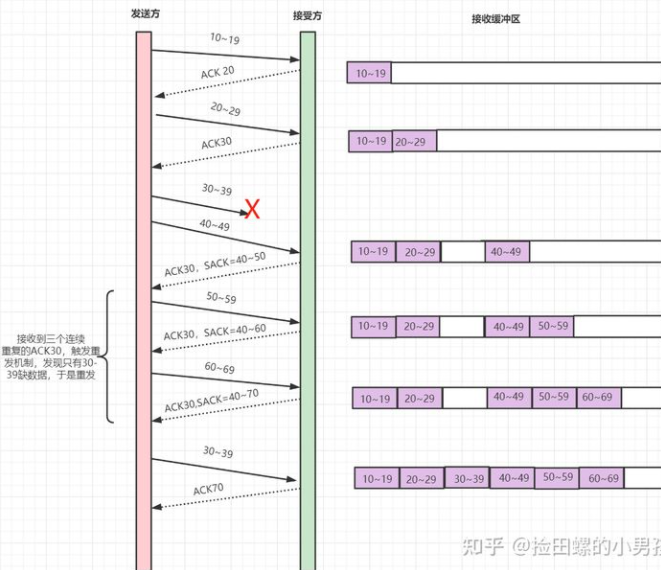 发送方
接受方
接收缓冲区
10~19
ACK 20
10~19
20~29
ACK30
10~19
20~29
30~39
X
40~49
ACK30，SACK=40~50
10~19
20~29
40~49
50~59
ACK30，SACK=40~60
10~19
20~29
40~49
50~59
接收到三个连续
重复的ACK30，触发重
发机制，发现只有30-
39缺数据，于是重发
60~69
ACK30,SACK=40~70
10~19
20~29
40~49
50~59
60~69
30~39
ACK70
10~19
20~29
30~39
40~49
50~59
60~69
知乎 @捡田螺的小男孩